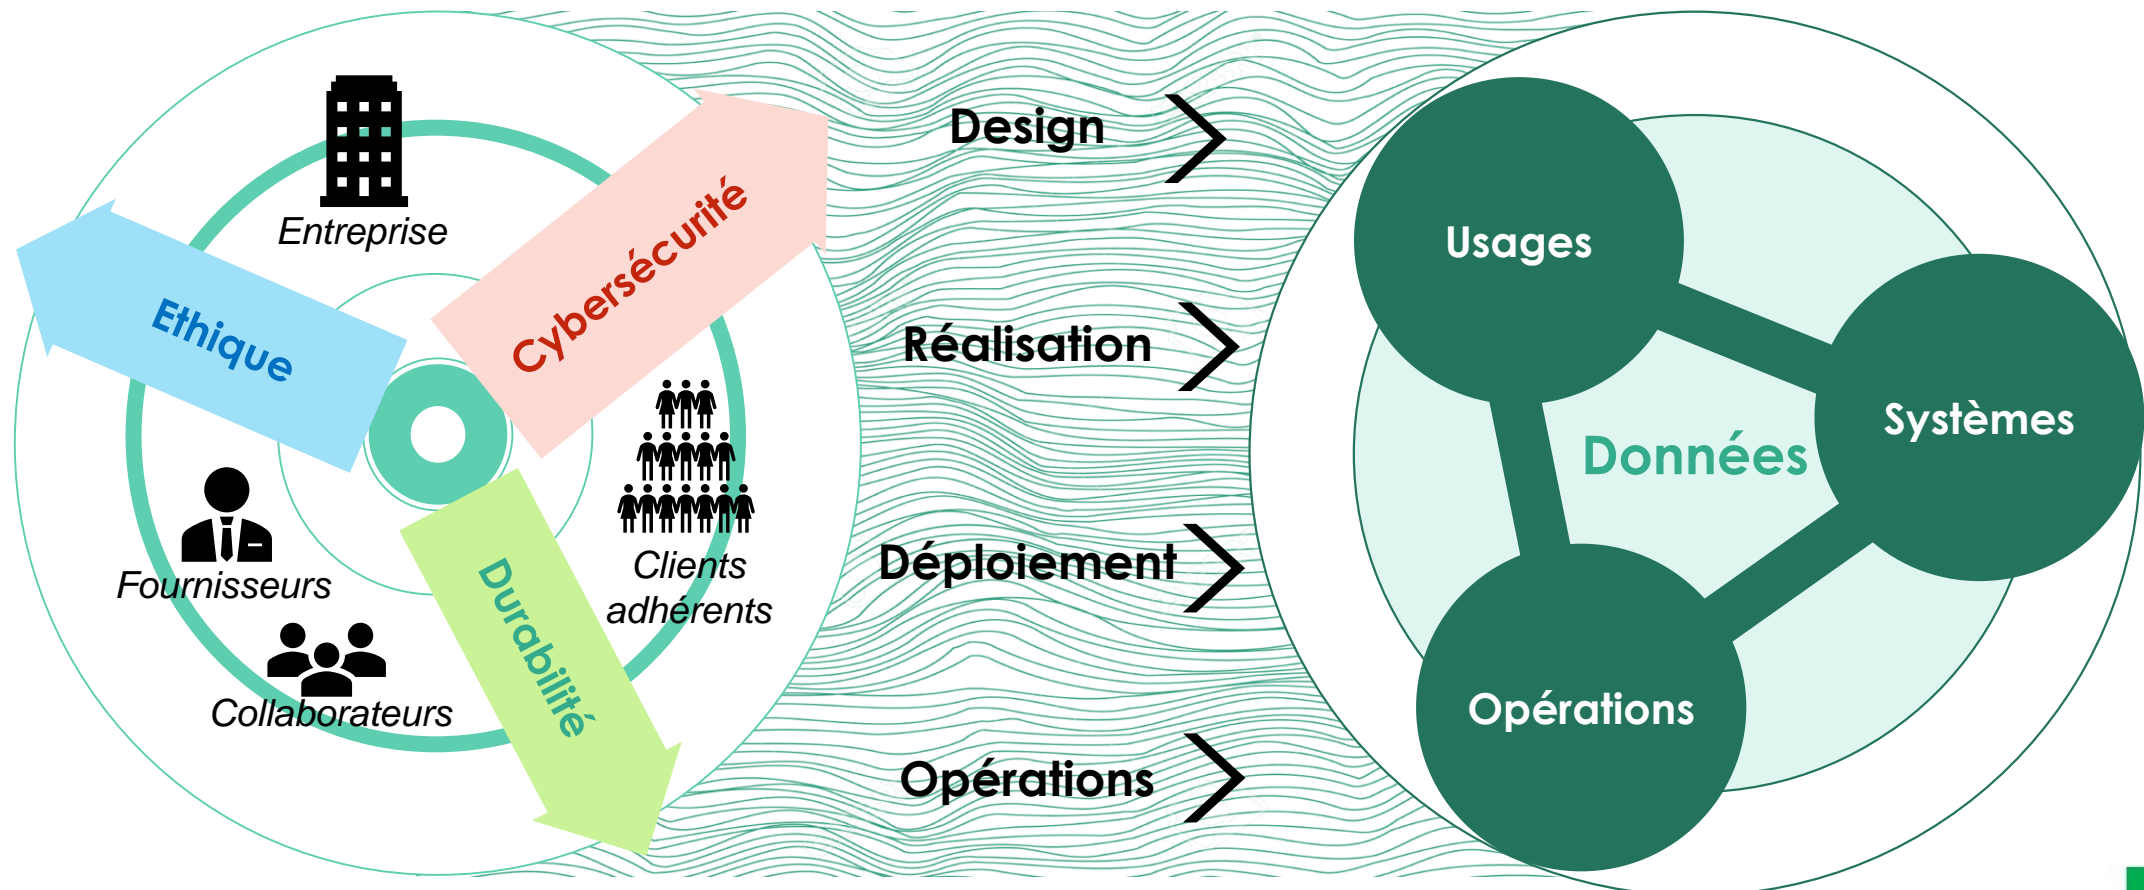 Entreprise
Ethique
Cybersécurité
Fournisseurs
Collaborateurs
Durabilité
Clients
adhérents
Design
Réalisation
Déploiement
Opérations
Usages
Systèmes
Données
Opérations